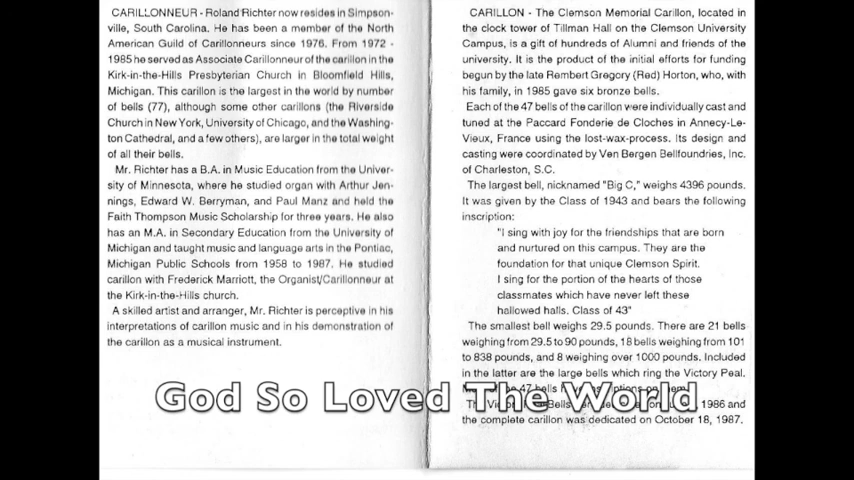 CARILLONNEUR - Roland Richter now resides in Simpson-
ville, South Carolina. He has been a member of the North
American Guild of Carillonneurs since 1976. From 1972 -
1985 he served as Associate Carillonneur of the carillon in the
Kirk-in-the-Hills Presbyterian Church in Bloomfield Hills,
Michigan. This carillon is the largest in the world by number
of bells (77), although some other carillons (the Riverside
Church in New York, University of Chicago, and the Washing-
ton Cathedral, and a few others), are larger in the total weight
of all their bells.
Mr. Richter has a B.A. in Music Education from the Univer-
sity of Minnesota, where he studied organ with Arthur Jen-
nings, Edward W. Berryman, and Paul Manz and held the
Faith Thompson Music Scholarship for three years. He also
has an M.A. in Secondary Education from the University of
Michigan and taught music and language arts in the Pontiac,
Michigan Public Schools from 1958 to 1987. He studied
carillon with Frederick Marriott, the Organist/Carillonneur at
the Kirk-in-the-Hills church.
A skilled artist and arranger, Mr. Richter is perceptive in his
interpretations of carillon music and in his demonstration of
the carillon as a musical instrument.
CARILLON - The Clemson Memorial Carillon, located in
the clock tower of Tillman Hall on the Clemson University
Campus, is a gift of hundreds of Alumni and friends of the
university. It is the product of the initial efforts for funding
begun by the late Rembert Gregory (Red) Horton, who, with
his family, in 1985 gave six bronze bells.
Each of the 47 bells of the carillon were individually cast and
tuned at the Paccard Fonderie de Cloches in Annecy-Le-
Vieux, France using the lost-wax-process. Its design and
casting were coordinated by Ven Bergen Bellfoundries, Inc.
of Charleston, S.C.
The largest bell, nicknamed "Big C," weighs 4396 pounds.
It was given by the Class of 1943 and bears the following
inscription:
"I sing with joy for the friendships that are born
and nurtured on this campus. They are the
foundation for that unique Clemson Spirit.
I sing for the portion of the hearts of those
classmates which have never left these
hallowed halls. Class of 43"
The smallest bell weighs 29.5 pounds. There are 21 bells
weighing from 29.5 to 90 pounds, 18 bells weighing from 101
to 838 pounds, and 8 weighing over 1000 pounds. Included
in the latter are the large bells which ring the Victory Peal.
47 bells
Bells 1986 and
the complete carillon was dedicated on October 18, 1987.
God So Loved The World